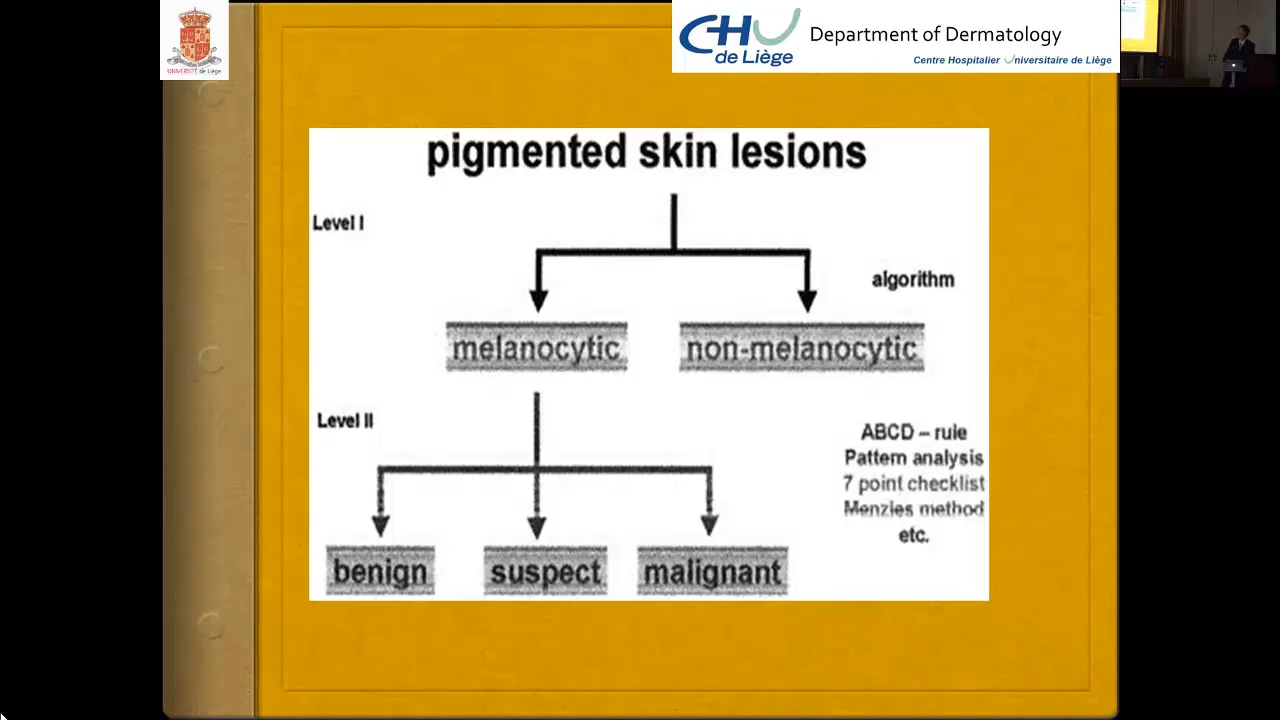 UNIVERSITÉ de Liège
CHU
de Liège
Department of Dermatology
Centre Hospitalier Universitaire de Liège
pigmented skin lesions
Level I
algorithm
melanocytic
non-melanocytic
Level II
ABCD – rule
Pattern analysis
7 point checklist
Menzies method
etc.
benign
suspect
malignant